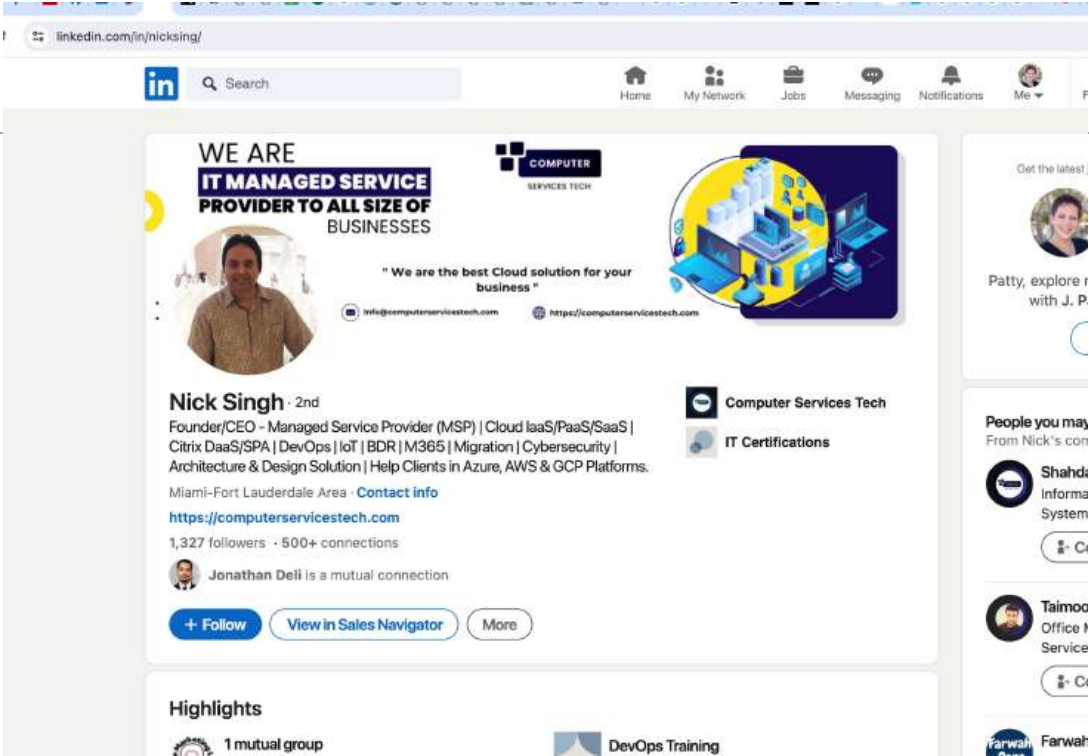 linkedin.com/in/nicksing/
in
Search
Home
My Network
Jobs
Messaging
Notifications
Me
WE ARE
IT MANAGED SERVICE
PROVIDER TO ALL SIZE OF
BUSINESSES
COMPUTER
SERVICES TECH
" We are the best Cloud solution for your
business "
info@computerservicestech.com
https://computerservicestech.com
Nick Singh · 2nd
Founder/CEO - Managed Service Provider (MSP) | Cloud IaaS/PaaS/SaaS |
Citrix DaaS/SPA | DevOps | IoT | BDR | M365 | Migration | Cybersecurity |
Architecture & Design Solution | Help Clients in Azure, AWS & GCP Platforms.
Miami-Fort Lauderdale Area · Contact info
https://computerservicestech.com
1,327 followers · 500+ connections
Jonathan Deli is a mutual connection
+ Follow
View in Sales Navigator
More
Computer Services Tech
IT Certifications
Highlights
1 mutual group
DevOps Training
Get the latest
Patty, explore
with J. P
People you may
From Nick's con
Shahda
Informa
System
Co
Taimoo
Office
Service
Co
Farwah
Farwah